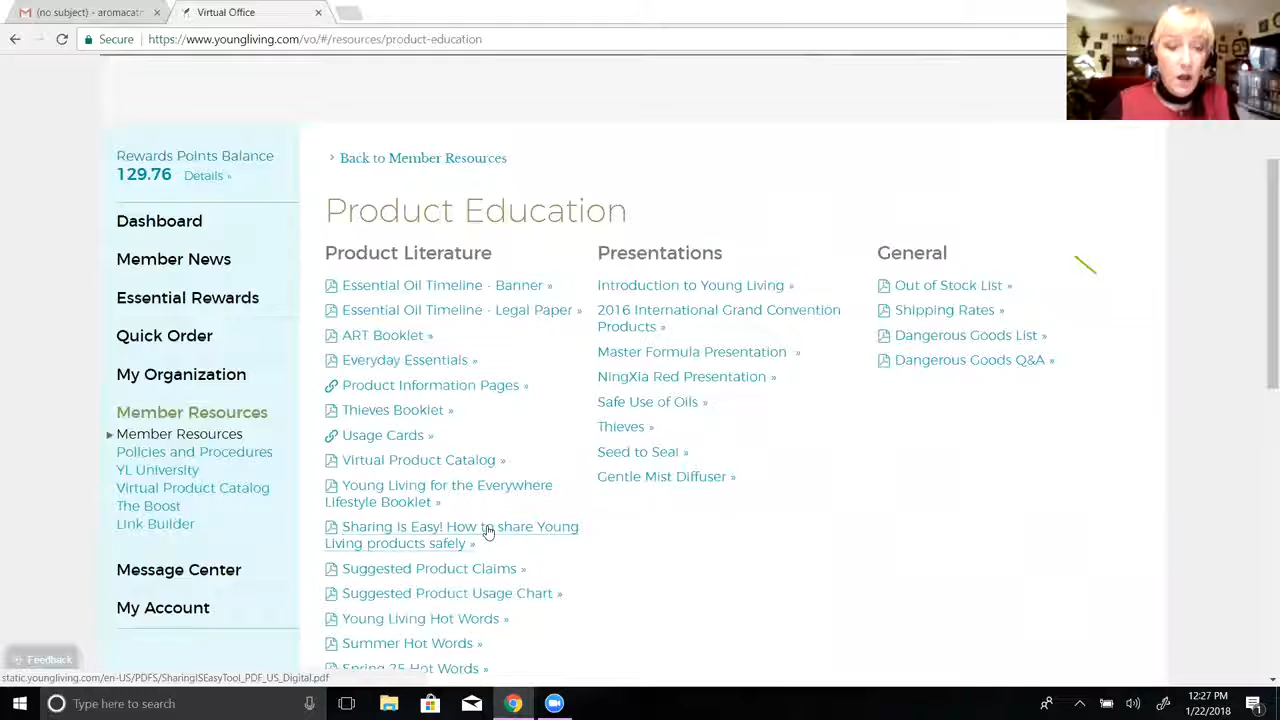 (no subject) - aromacatr
Virtual Office
Secure
https://www.youngliving.com/vo/#/resources/product-education
Rewards Points Balance
129.76 Details »
Dashboard
Member News
Essential Rewards
Quick Order
My Organization
Member Resources
Member Resources
Policies and Procedures
YL University
Virtual Product Catalog
The Boost
Link Builder
Message Center
My Account
Feedback
Back to Member Resources
Product Education
Product Literature
Essential Oil Timeline - Banner »
Essential Oil Timeline - Legal Paper »
ART Booklet »
Everyday Essentials »
Product Information Pages »
Thieves Booklet »
Usage Cards »
Virtual Product Catalog »
Young Living for the Everywhere
Lifestyle Booklet »
Sharing Is Easy! How to share Young
Living products safely »
Suggested Product Claims »
Suggested Product Usage Chart »
Young Living Hot Words »
Summer Hot Words »
Spring 25 Hot Words »
Presentations
Introduction to Young Living »
2016 International Grand Convention
Products »
Master Formula Presentation »
NingXia Red Presentation »
Safe Use of Oils »
Thieves »
Seed to Seal »
Gentle Mist Diffuser »
General
Out of Stock List »
Shipping Rates »
Dangerous Goods List »
Dangerous Goods Q&A »
static.youngliving.com/en-US/PDFS/SharingISEasyTool_PDF_US_Digital.pdf
Type here to search
12:27 PM
1/22/2018